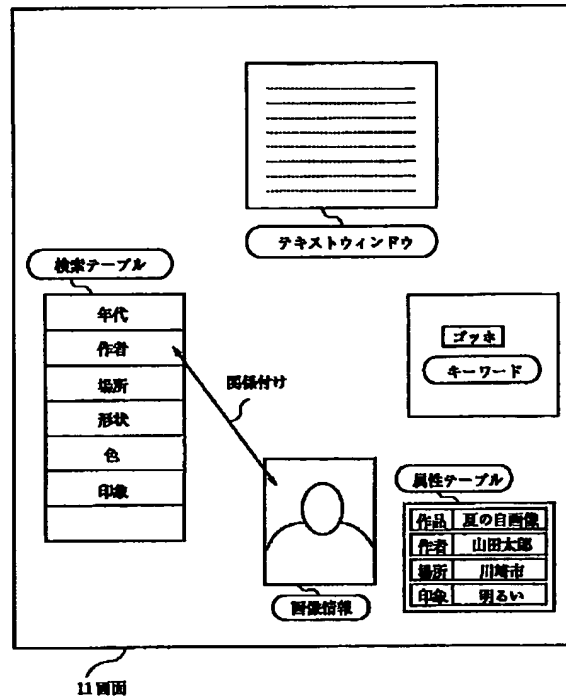 テキストウィンドウ
検索テーブル
年代
作者
場所
形状
色
印象
関係付け
ゴッホ
キーワード
画像情報
属性テーブル
作品 夏の自画像
作者 山田太郎
場所 川崎市
印象 明るい
11 画面